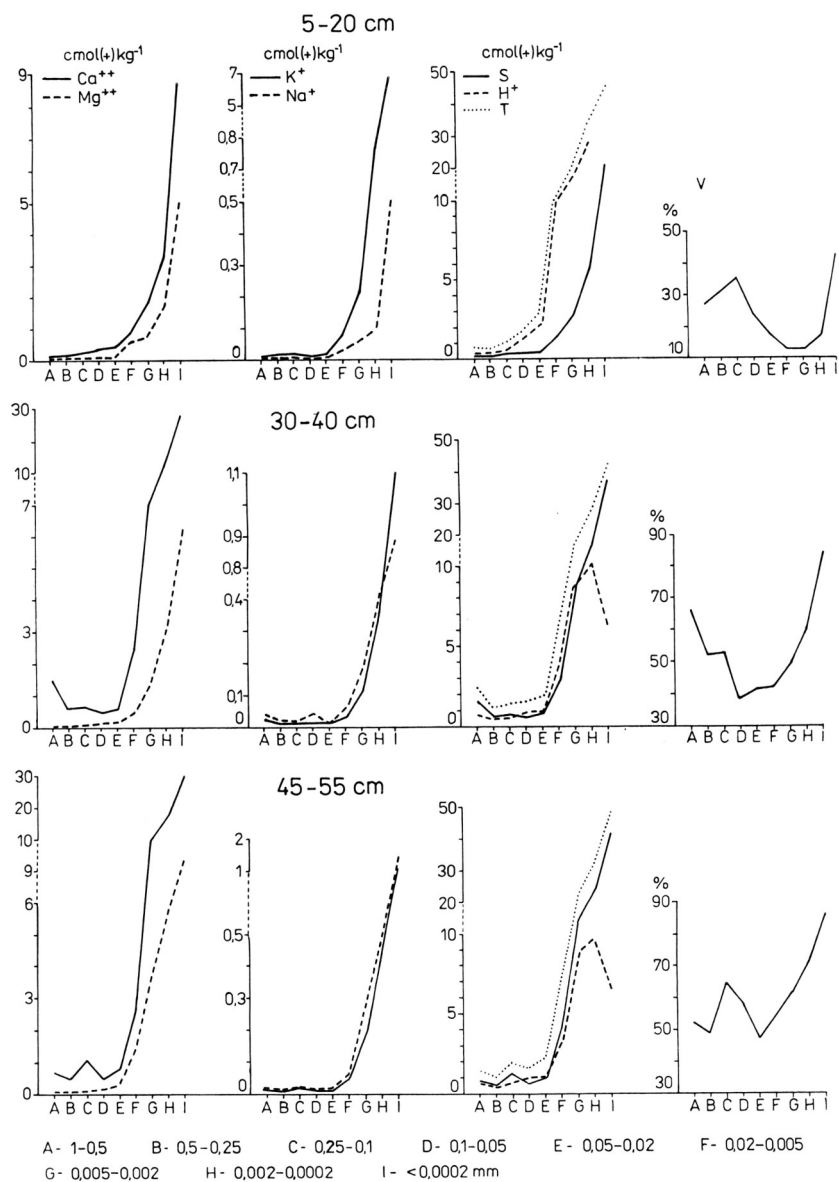 5-20 cm
cmol(+)kg⁻¹ cmol(+)kg⁻¹ cmol(+)kg⁻¹
Ca⁺⁺ K⁺ S
Mg⁺⁺ Na⁺ H⁺
T
9 7 50
5 40
0,8 30
0,7 20
5 0,5 10
0,3 5
0 0 0
V
%
50
30
10
A B C D E F G H I A B C D E F G H I A B C D E F G H I A B C D E F G H I
30-40 cm
30 1,1 50
10 0,9 40
7 0,8 30
3 0,4 20
0 0,1 10
0 5
0
%
90
70
50
30
A B C D E F G H I A B C D E F G H I A B C D E F G H I A B C D E F G H I
45-55 cm
30 2 50
20 1 40
10 0,5 30
9 0,3 20
6 0 10
3 5
0 0
%
90
70
50
30
A B C D E F G H I A B C D E F G H I A B C D E F G H I A B C D E F G H I
A- 1-0,5 B- 0,5-0,25 C- 0,25-0,1 D- 0,1-0,05 E- 0,05-0,02 F- 0,02-0,005
G- 0,005-0,002 H- 0,002-0,0002 I- <0,0002 mm